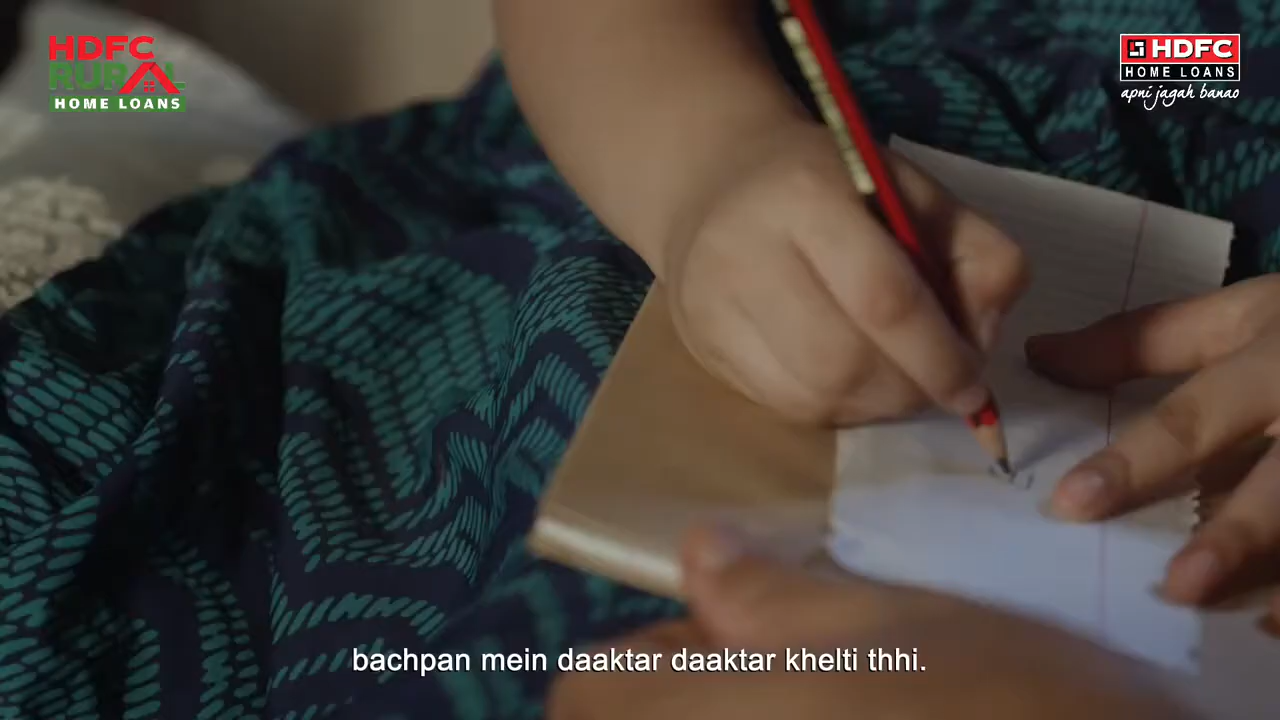 HDFC
RURAL
HOME LOANS
HDFC
HOME LOANS
apni jagah banao
bachpan mein daaktar daaktar khelti thhi.